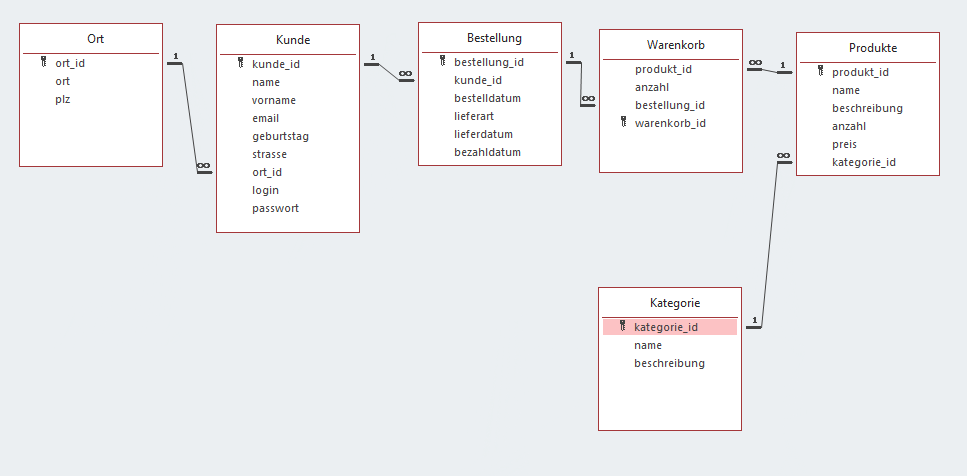 Ort
ort_id
ort
plz
1
∞
Kunde
kunde_id
name
vorname
email
geburtstag
strasse
ort_id
login
passwort
1
∞
Bestellung
bestellung_id
kunde_id
bestelldatum
lieferart
lieferdatum
bezahldatum
1
∞
Warenkorb
produkt_id
anzahl
bestellung_id
warenkorb_id
∞
1
Produkte
produkt_id
name
beschreibung
anzahl
preis
kategorie_id
∞
Kategorie
kategorie_id
name
beschreibung
1